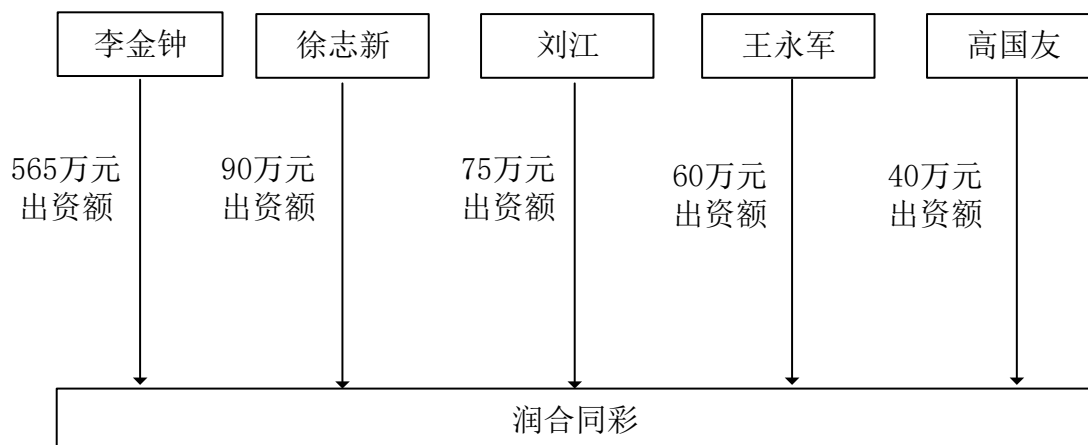 李金钟
徐志新
刘江
王永军
高国友
565万元
出资额
90万元
出资额
75万元
出资额
60万元
出资额
40万元
出资额
润合同彩